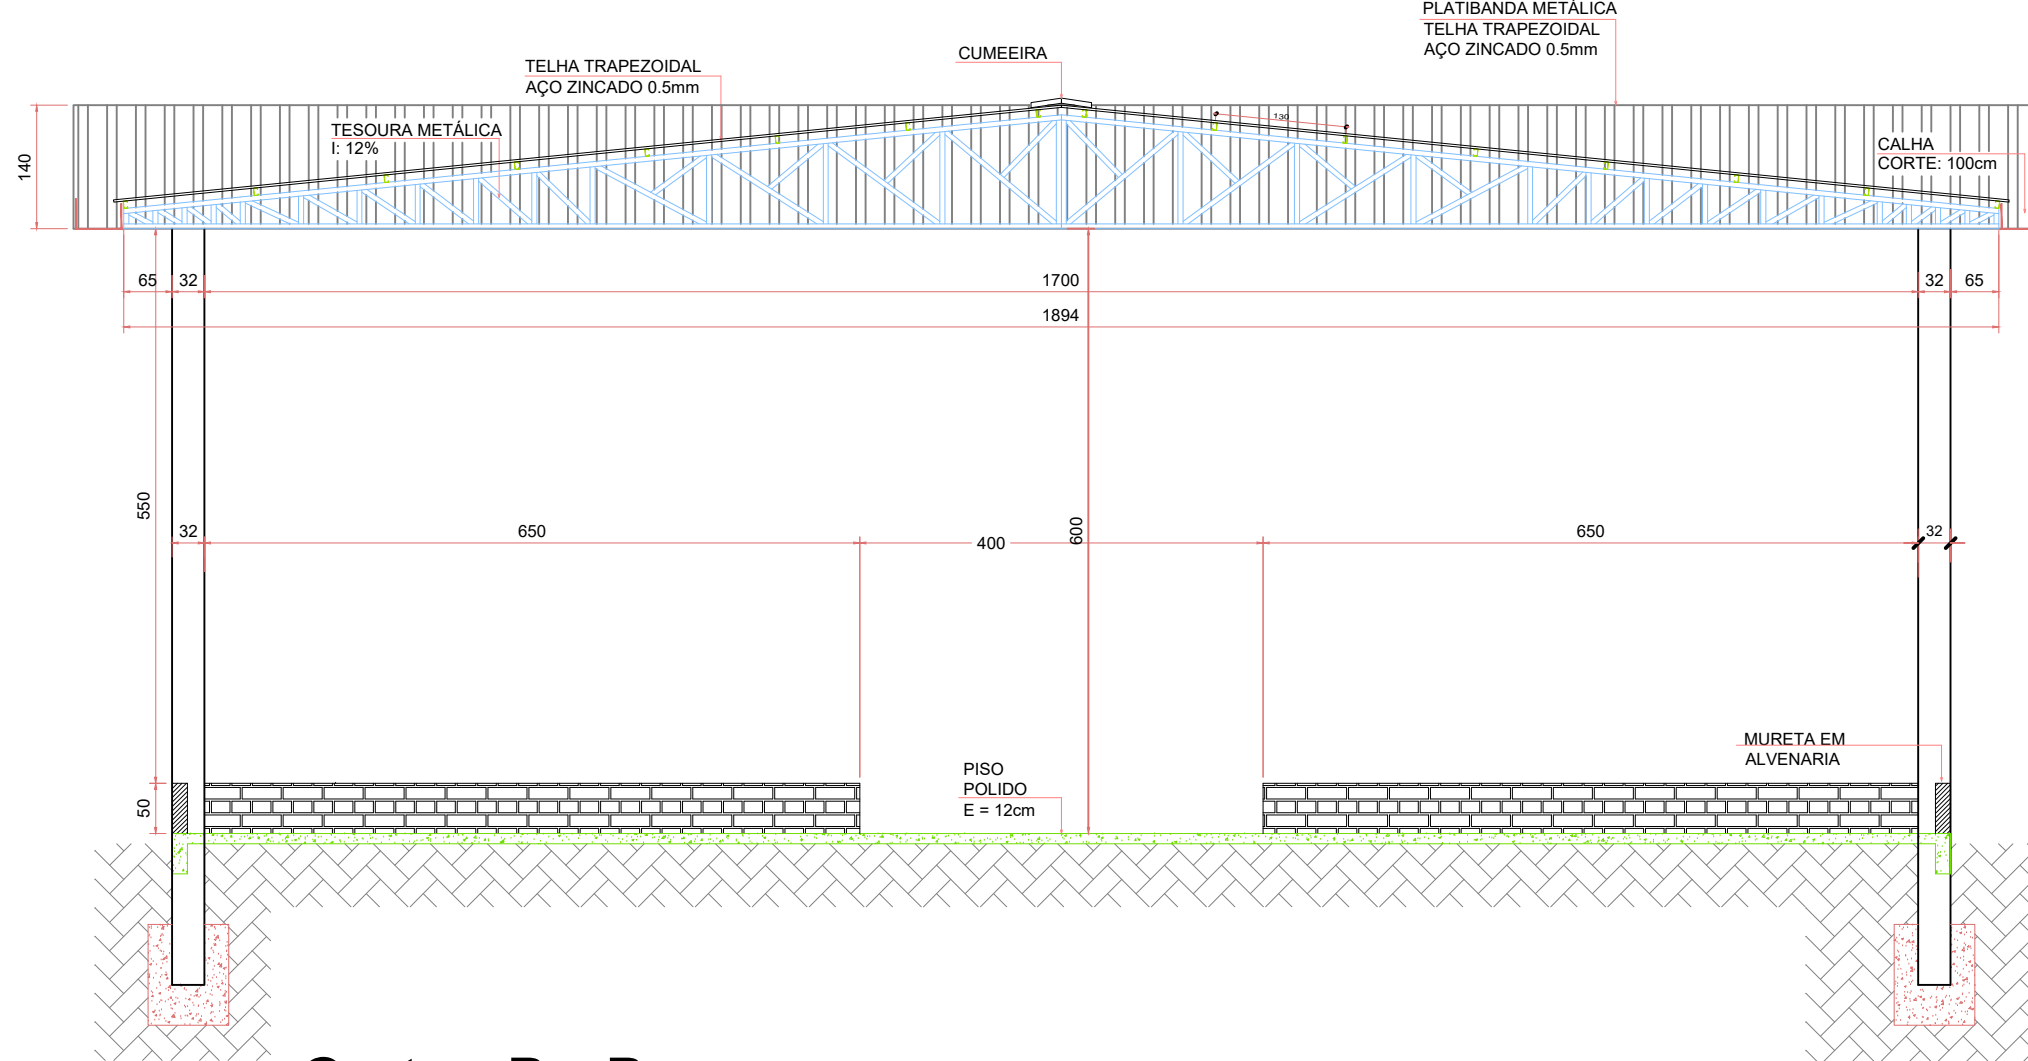 PLATIBANDA METÁLICA
TELHA TRAPEZOIDAL
AÇO ZINCADO 0.5mm
CUMEEIRA
TELHA TRAPEZOIDAL
AÇO ZINCADO 0.5mm
TESOURA METÁLICA
I: 12%
130
CALHA
CORTE: 100cm
140
65
32
1700
32
65
1894
550
32
650
400
600
650
32
MURETA EM
ALVENARIA
PISO
POLIDO
E = 12cm
50